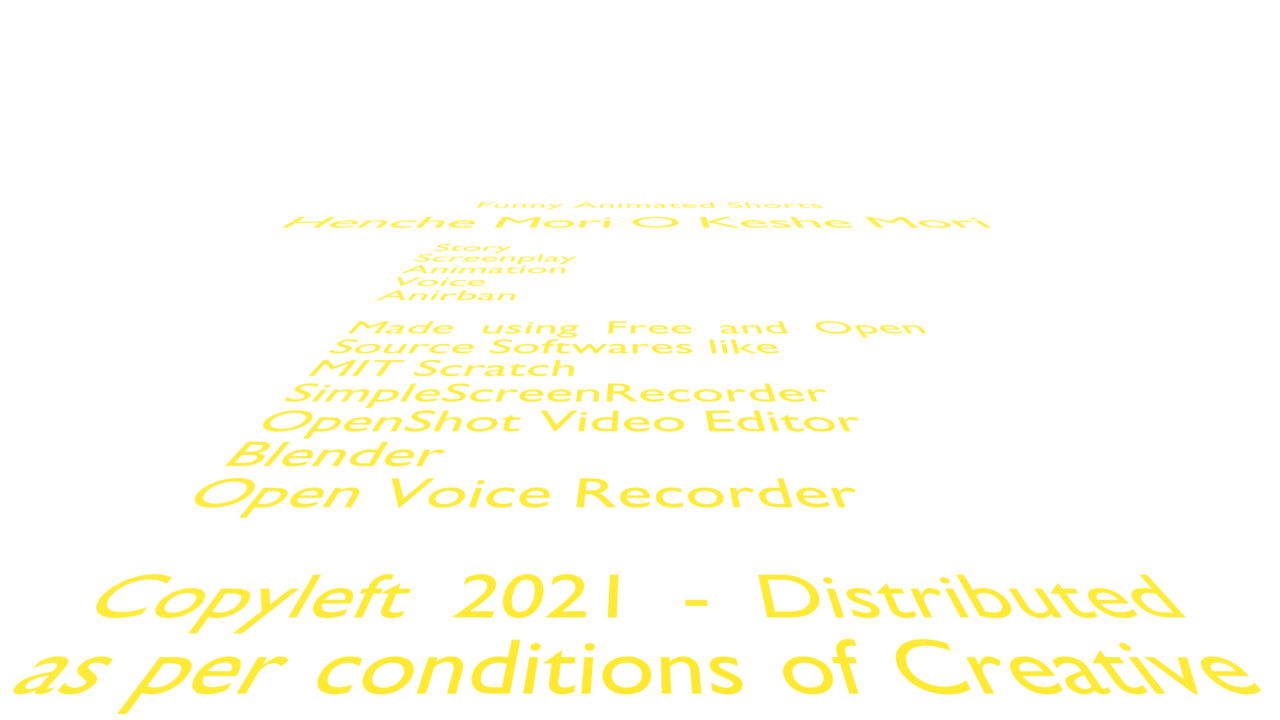 Funny Animated Shorts
Henche Mori O Keshe Mori
Story
Screenplay
Animation
Voice
Anirban
Made using Free and Open
Source Softwares like
MIT Scratch
SimpleScreenRecorder
OpenShot Video Editor
Blender
Open Voice Recorder
Copyleft 2021 - Distributed
as per conditions of Creative